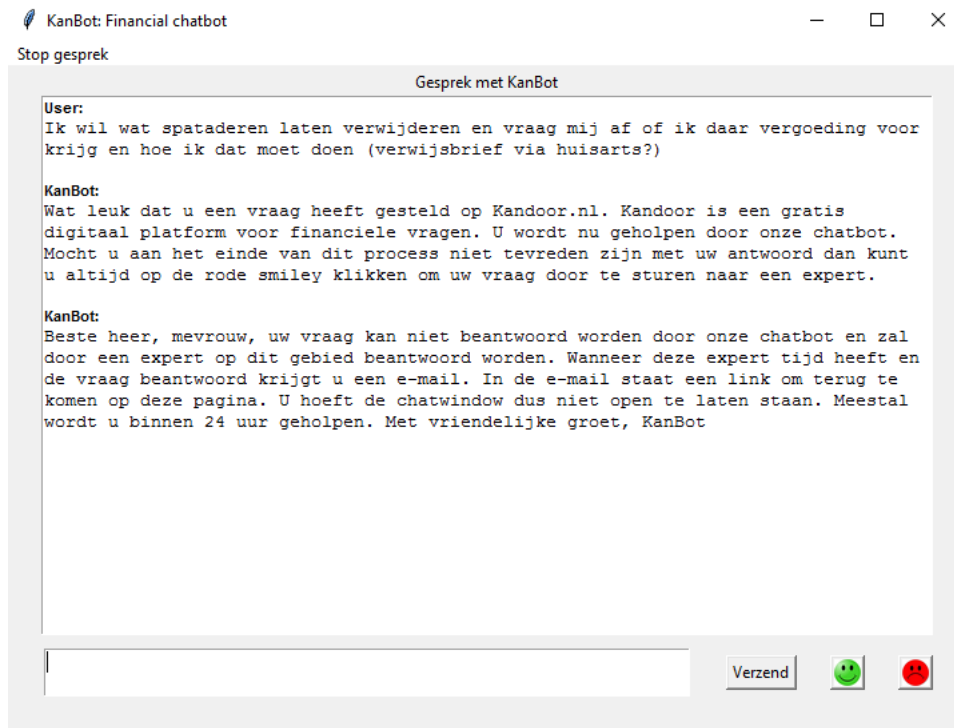 KanBot: Financial chatbot
Stop gesprek
Gesprek met KanBot
User:
Ik wil wat spataderen laten verwijderen en vraag mij af of ik daar vergoeding voor
krijg en hoe ik dat moet doen (verwijsbrief via huisarts?)
KanBot:
Wat leuk dat u een vraag heeft gesteld op Kandoor.nl. Kandoor is een gratis
digitaal platform voor financiele vragen. U wordt nu geholpen door onze chatbot.
Mocht u aan het einde van dit process niet tevreden zijn met uw antwoord dan kunt
u altijd op de rode smiley klikken om uw vraag door te sturen naar een expert.
KanBot:
Beste heer, mevrouw, uw vraag kan niet beantwoord worden door onze chatbot en zal
door een expert op dit gebied beantwoord worden. Wanneer deze expert tijd heeft en
de vraag beantwoord krijgt u een e-mail. In de e-mail staat een link om terug te
komen op deze pagina. U hoeft de chatwindow dus niet open te laten staan. Meestal
wordt u binnen 24 uur geholpen. Met vriendelijke groet, KanBot
Verzend